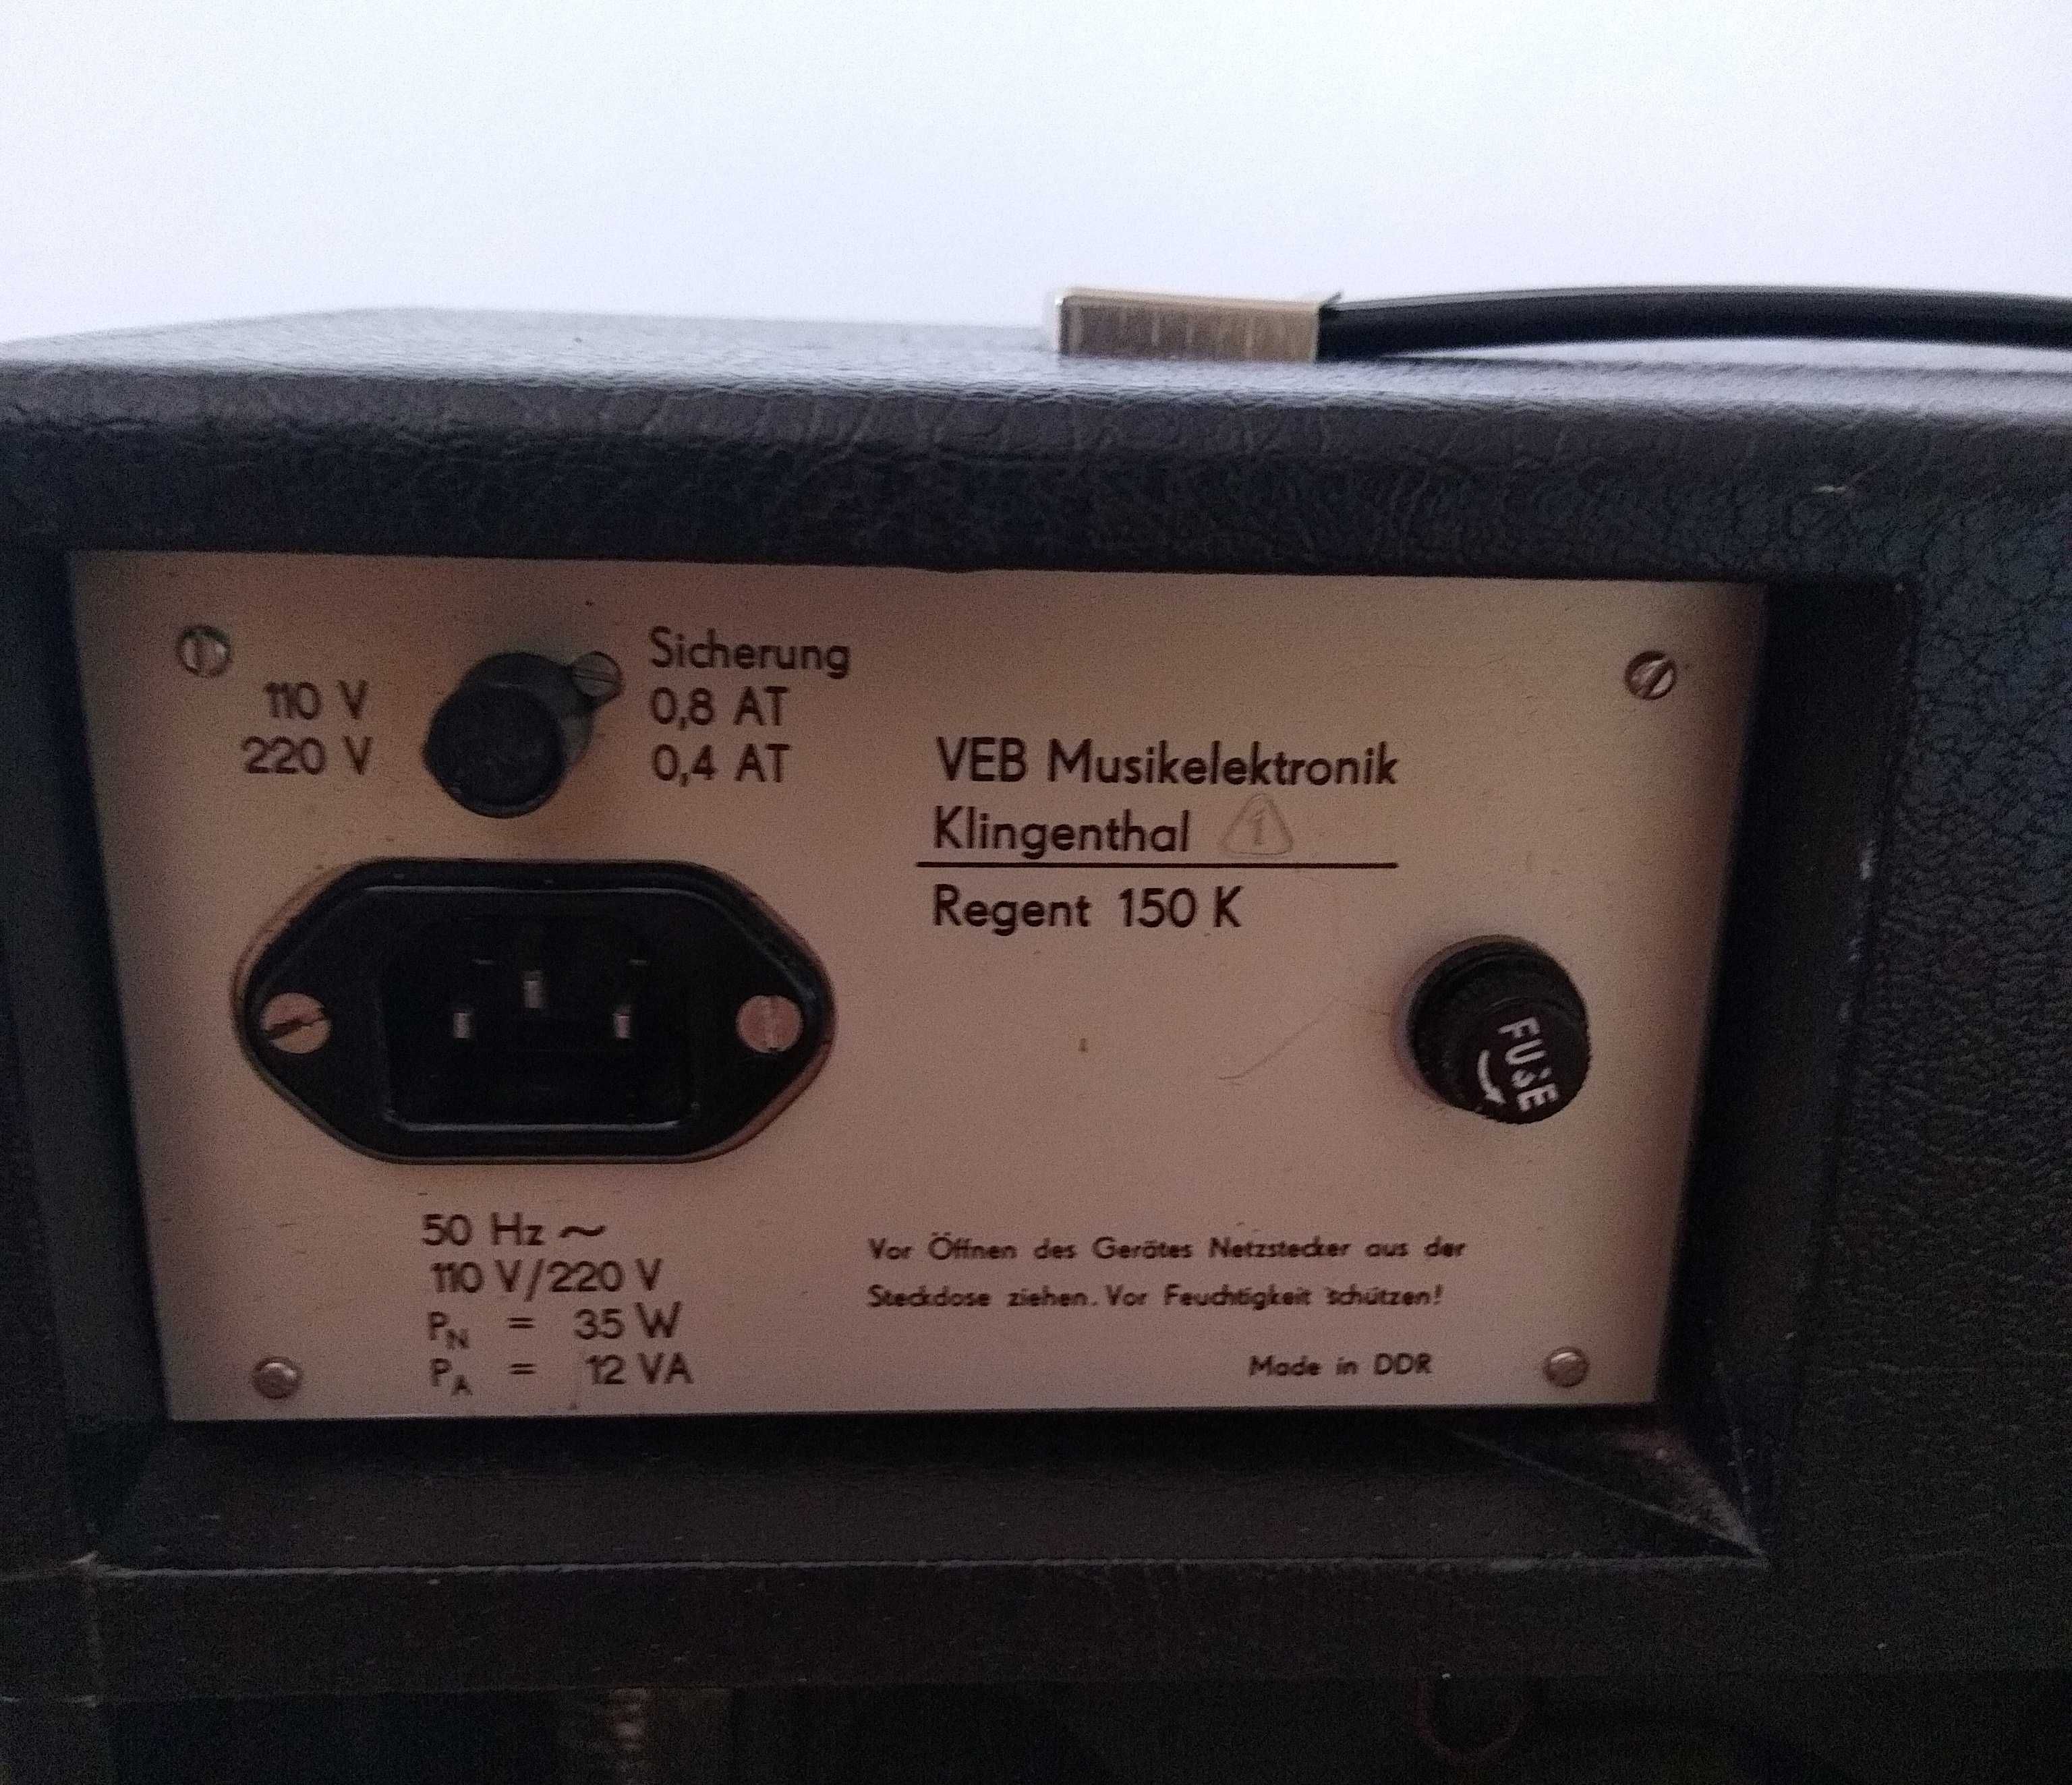 110 V
220 V
Sicherung
0,8 AT
0,4 AT
VEB Musikelektronik
Klingenthal 1
Regent 150 K
FUSE
50 Hz ~
110 V/220 V
PN = 35 W
PA = 12 VA
Vor Öffnen des Gerätes Netzstecker aus der
Steckdose ziehen. Vor Feuchtigkeit schützen!
Made in DDR